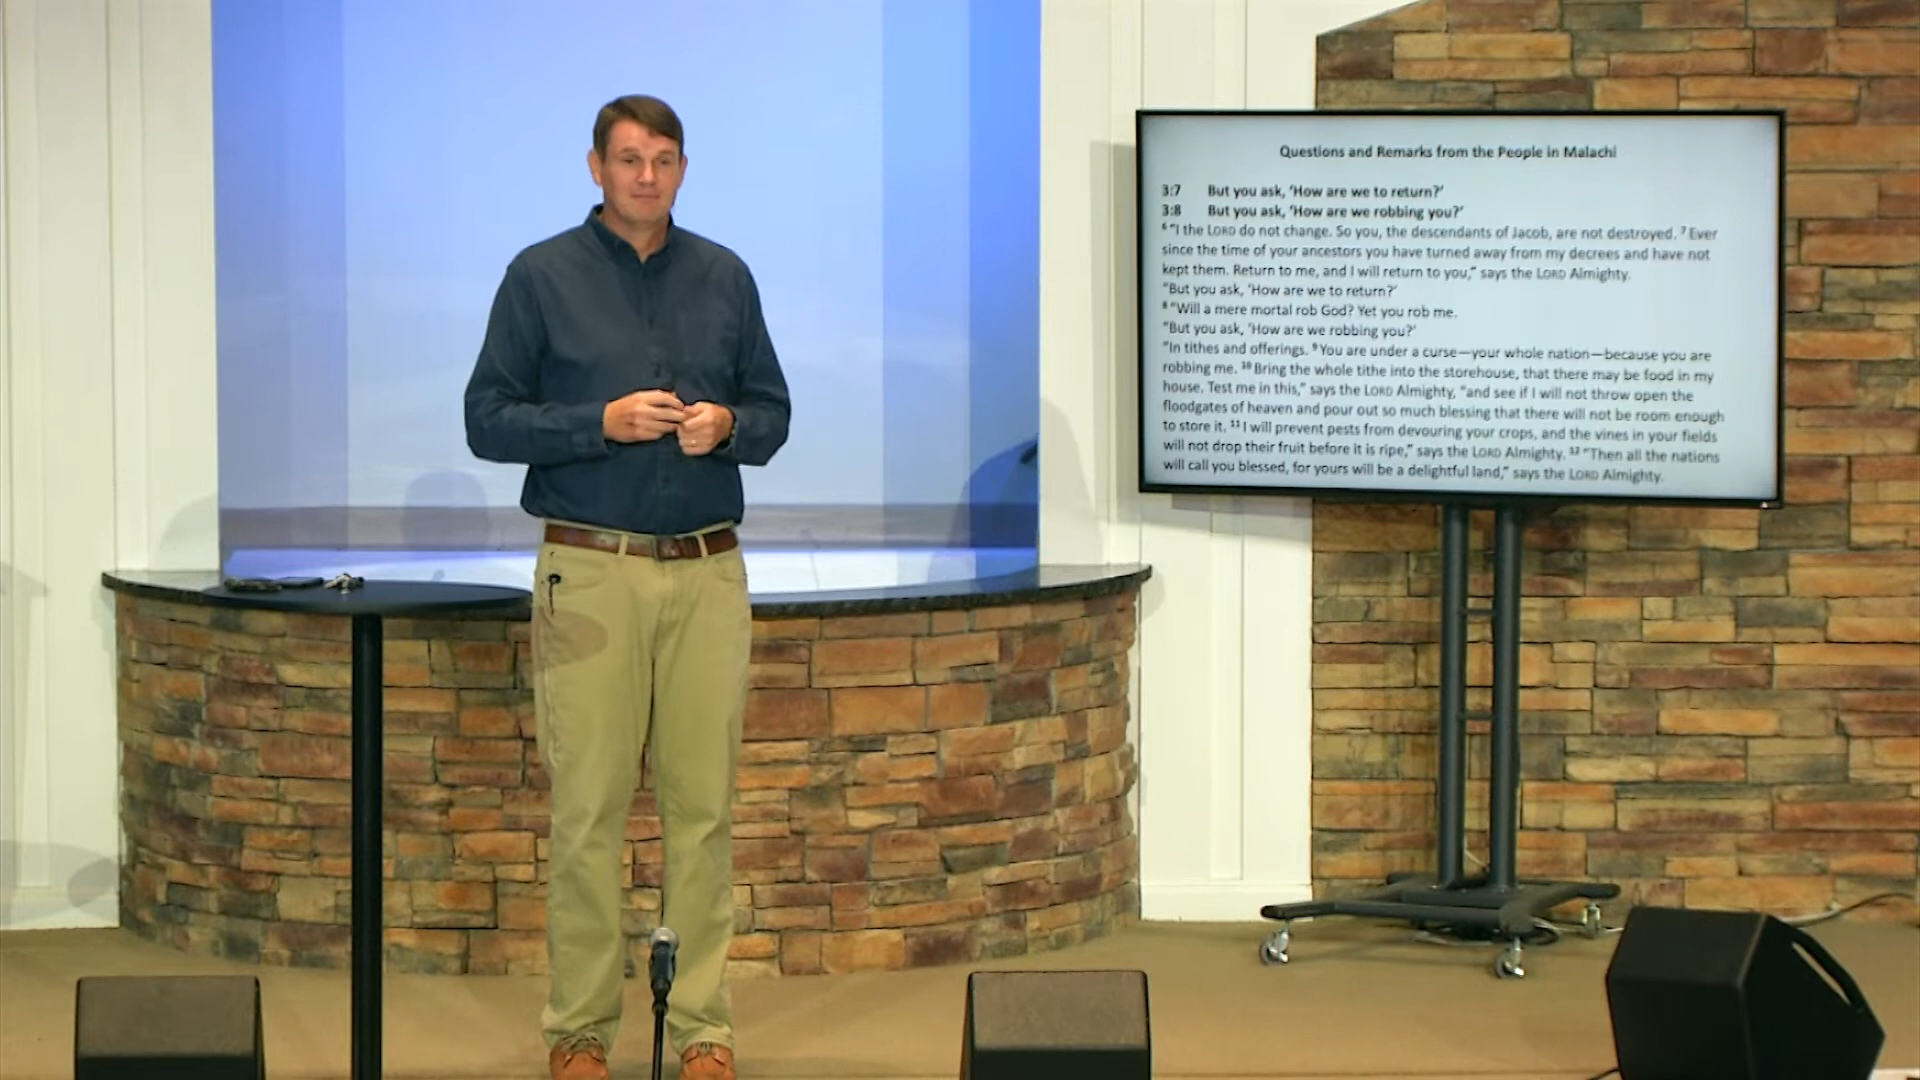 Questions and Remarks from the People in Malachi
3:7 But you ask, ‘How are we to return?’
3:8 But you ask, ‘How are we robbing you?’
⁶ “I the LORD do not change. So you, the descendants of Jacob, are not destroyed. ⁷ Ever
since the time of your ancestors you have turned away from my decrees and have not
kept them. Return to me, and I will return to you,” says the LORD Almighty.
“But you ask, ‘How are we to return?’
⁸ “Will a mere mortal rob God? Yet you rob me.
“But you ask, ‘How are we robbing you?’
“In tithes and offerings. ⁹ You are under a curse—your whole nation—because you are
robbing me. ¹⁰ Bring the whole tithe into the storehouse, that there may be food in my
house. Test me in this,” says the LORD Almighty, “and see if I will not throw open the
floodgates of heaven and pour out so much blessing that there will not be room enough
to store it. ¹¹ I will prevent pests from devouring your crops, and the vines in your fields
will not drop their fruit before it is ripe,” says the LORD Almighty. ¹² “Then all the nations
will call you blessed, for yours will be a delightful land,” says the LORD Almighty.